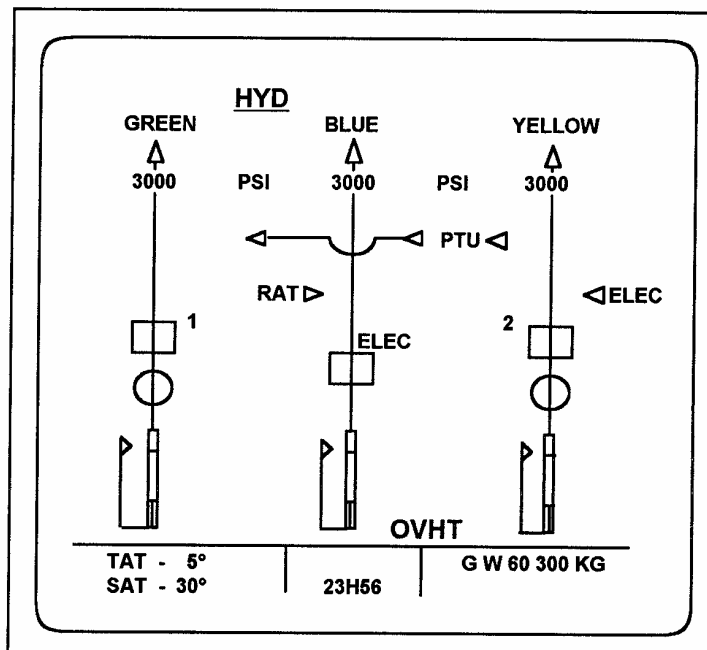 HYD
GREEN BLUE YELLOW
3000 PSI 3000 PSI 3000
PTU
RAT ELEC
1 2
ELEC
OVHT
TAT - 5° G W 60 300 KG
SAT - 30° 23H56